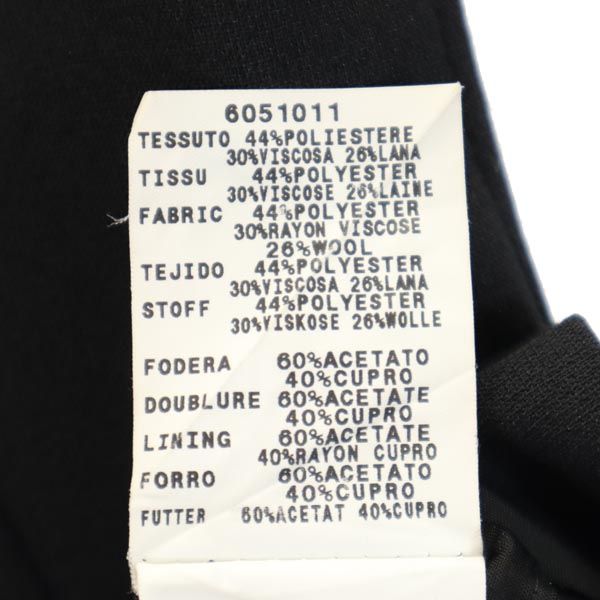 6051011
TESSUTO 44%POLIESTERE
30%VISCOSA 26%LANA
TISSU 44%POLYESTER
30%VISCOSE 26%LAINE
FABRIC 44%POLYESTER
30%RAYON VISCOSE
26%WOOL
TEJIDO 44%POLYESTER
30%VISCOSA 26%LANA
STOFF 44%POLYESTER
30%VISKOSE 26%WOLLE
FODERA 60%ACETATO
40%CUPRO
DOUBLURE 60%ACETATE
40%CUPRO
LINING 60%ACETATE
40%RAYON CUPRO
FORRO 60%ACETATO
40%CUPRO
FUTTER 60%ACETAT 40%CUPRO